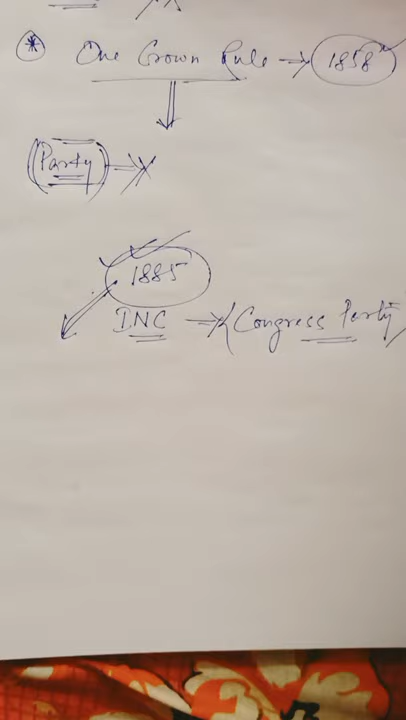 One Crown Rule → 1858
(Party) → X
1885
INC → (Congress Party